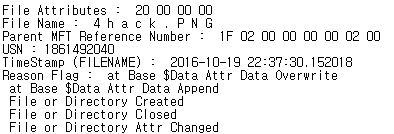 File Attributes :  20 00 00 00
File Name :  4 h a c k . P N G
Parent MFT Reference Number :  1F 02 00 00 00 00 02 00
USN : 1861492040
TimeStamp (FILENAME) :  2016-10-19 22:37:30.152018
Reason Flag :  at Base $Data Attr Data Overwrite
at Base $Data Attr Data Append
File or Directory Created
File or Directory Closed
File or Directory Attr Changed